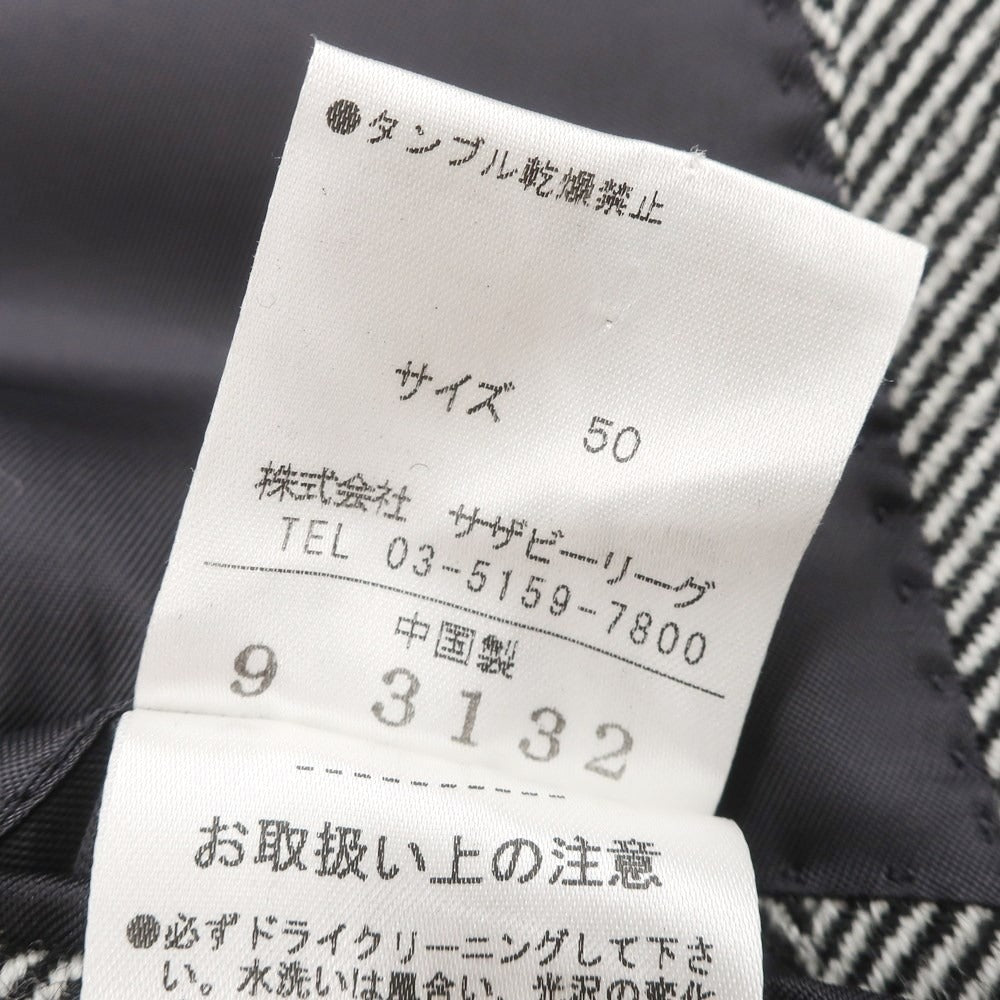 ●タンブル乾燥禁止
サイズ 50
株式会社 サザビーリーグ
TEL 03-5159-7800
中国製
9 3132
お取扱い上の注意
●必ずドライクリーニングして下さ
い。水洗いは風合い、光沢の変化